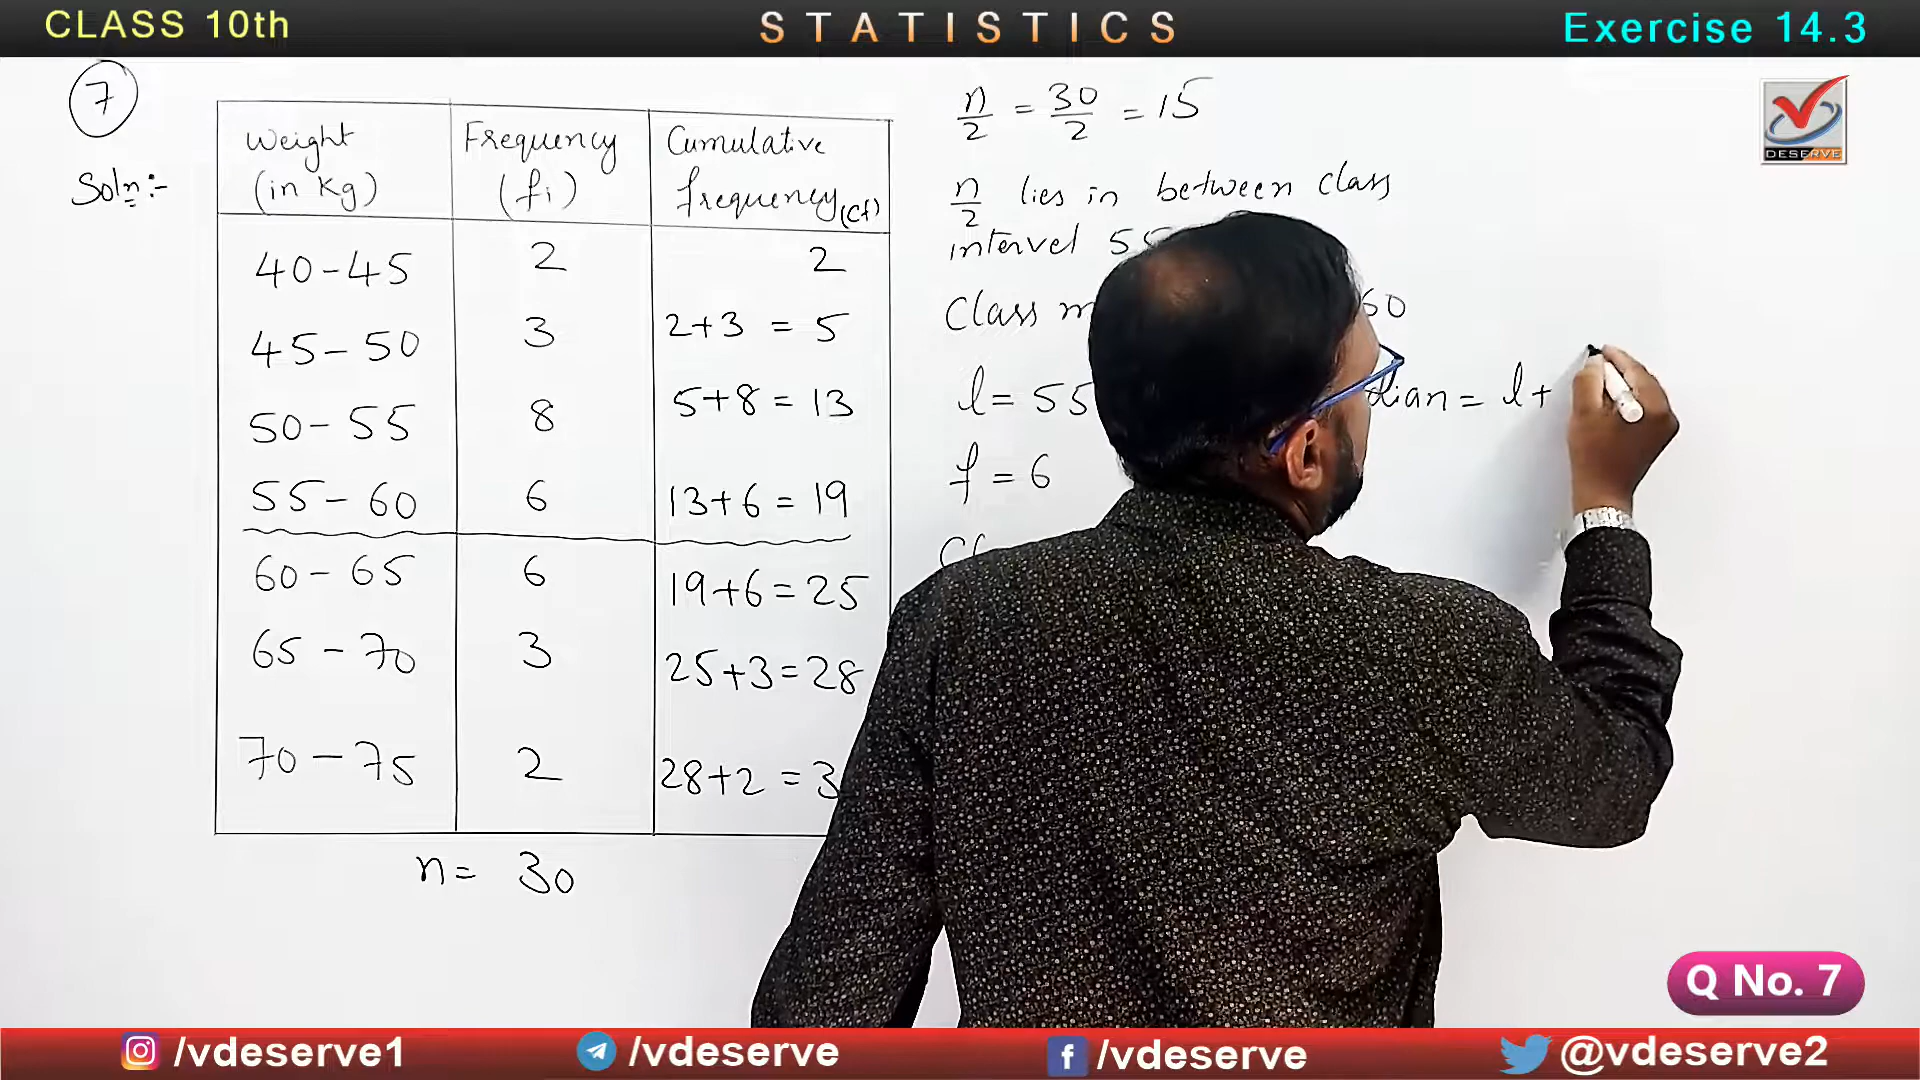 CLASS 10th
STATISTICS
Exercise 14.3
DESERVE
7
Soln:-
Weight (in Kg)
Frequency (fi)
Cumulative frequency (Cf)
40-45 2 2
45-50 3 2+3 = 5
50-55 8 5+8 = 13
55-60 6 13+6 = 19
60-65 6 19+6 = 25
65-70 3 25+3 = 28
70-75 2 28+2 = 3
n = 30
n/2 = 30/2 = 15
n/2 lies in between class
intervel 55
Class 60
l = 55
= l +
f = 6
Q No. 7
/vdeserve1
/vdeserve
/vdeserve
@vdeserve2